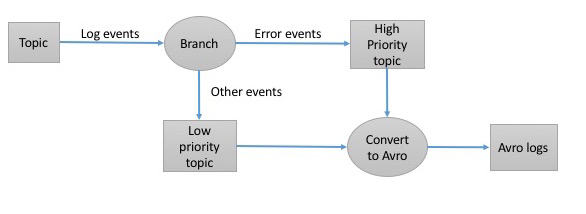 Topic
Log events
Branch
Error events
High
Priority
topic
Other events
Low
priority
topic
Convert
to Avro
Avro logs